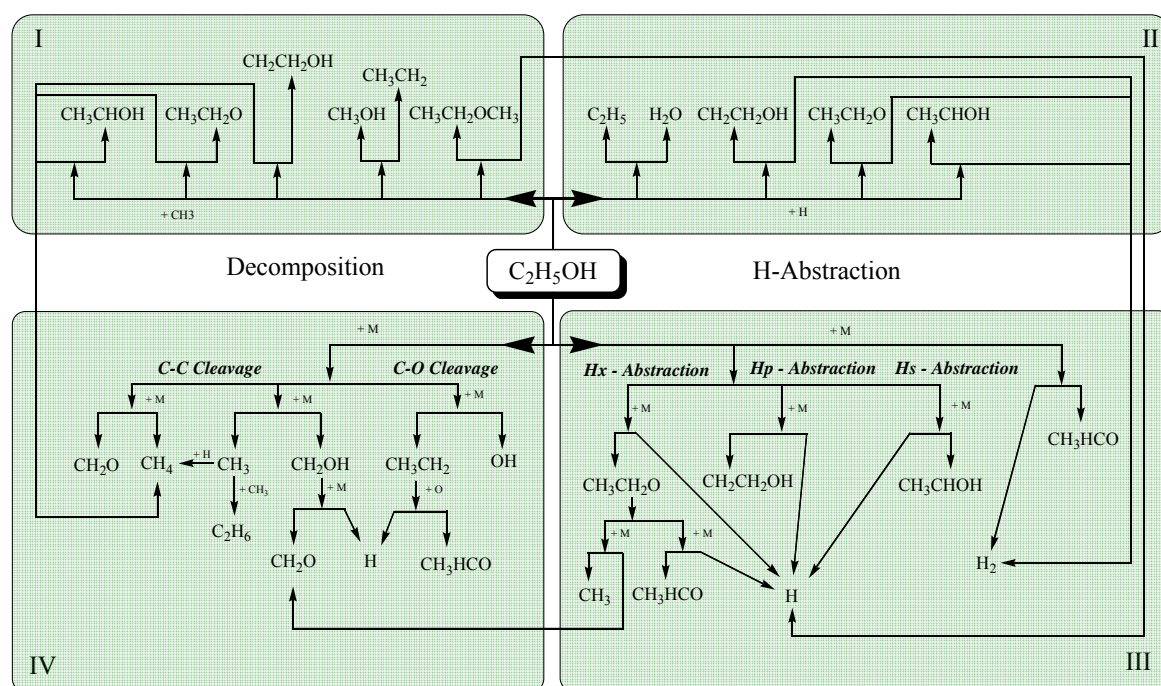 I
II
CH2CH2OH
CH3CH2
CH3CHOH
CH3CH2O
CH3OH
CH3CH2OCH3
C2H5
H2O
CH2CH2OH
CH3CH2O
CH3CHOH
+ CH3
+ H
Decomposition
C2H5OH
H-Abstraction
+ M
+ M
C-C Cleavage
C-O Cleavage
Hx - Abstraction
Hp - Abstraction
Hs - Abstraction
+ M
+ M
+ M
+ M
+ M
+ M
CH3HCO
CH2O
CH4
+ H
CH3
CH2OH
CH3CH2
OH
CH3CH2O
CH2CH2OH
CH3CHOH
+ CH3
+ M
+ O
C2H6
+ M
+ M
CH2O
H
CH3HCO
H2
CH3
CH3HCO
H
IV
III